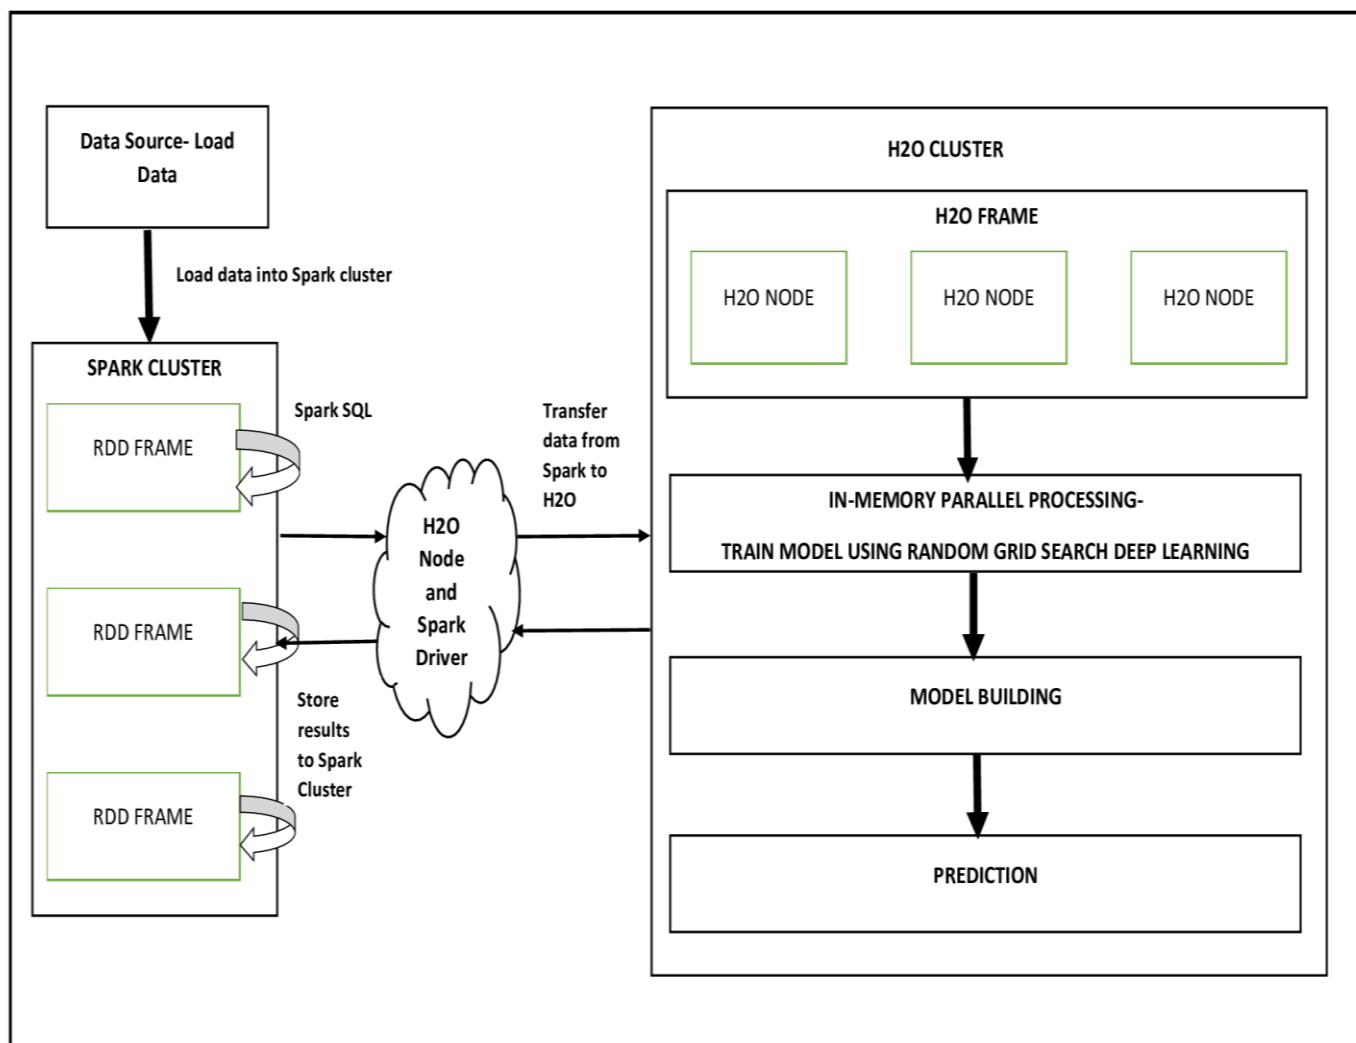 Data Source- Load
Data
Load data into Spark cluster
SPARK CLUSTER
RDD FRAME
RDD FRAME
RDD FRAME
Spark SQL
Store
results
to Spark
Cluster
H2O
Node
and
Spark
Driver
Transfer
data from
Spark to
H2O
H2O CLUSTER
H2O FRAME
H2O NODE
H2O NODE
H2O NODE
IN-MEMORY PARALLEL PROCESSING-
TRAIN MODEL USING RANDOM GRID SEARCH DEEP LEARNING
MODEL BUILDING
PREDICTION